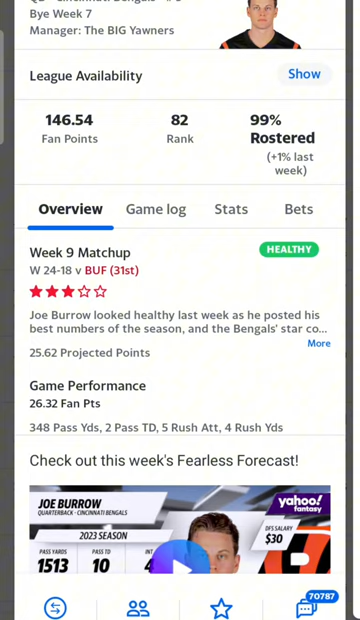 Bye Week 7
Manager: The BIG Yawners
League Availability
Show
146.54
Fan Points
82
Rank
99%
Rostered
(+1% last
week)
Overview
Game log
Stats
Bets
Week 9 Matchup
HEALTHY
W 24-18 v BUF (31st)
Joe Burrow looked healthy last week as he posted his
best numbers of the season, and the Bengals' star co...
More
25.62 Projected Points
Game Performance
26.32 Fan Pts
348 Pass Yds, 2 Pass TD, 5 Rush Att, 4 Rush Yds
Check out this week's Fearless Forecast!
JOE BURROW
QUARTERBACK - CINCINNATI BENGALS
yahoo!
fantasy
2023 SEASON
DFS SALARY
$30
PASS YARDS
PASS TD
INT
1513
10
4
70787